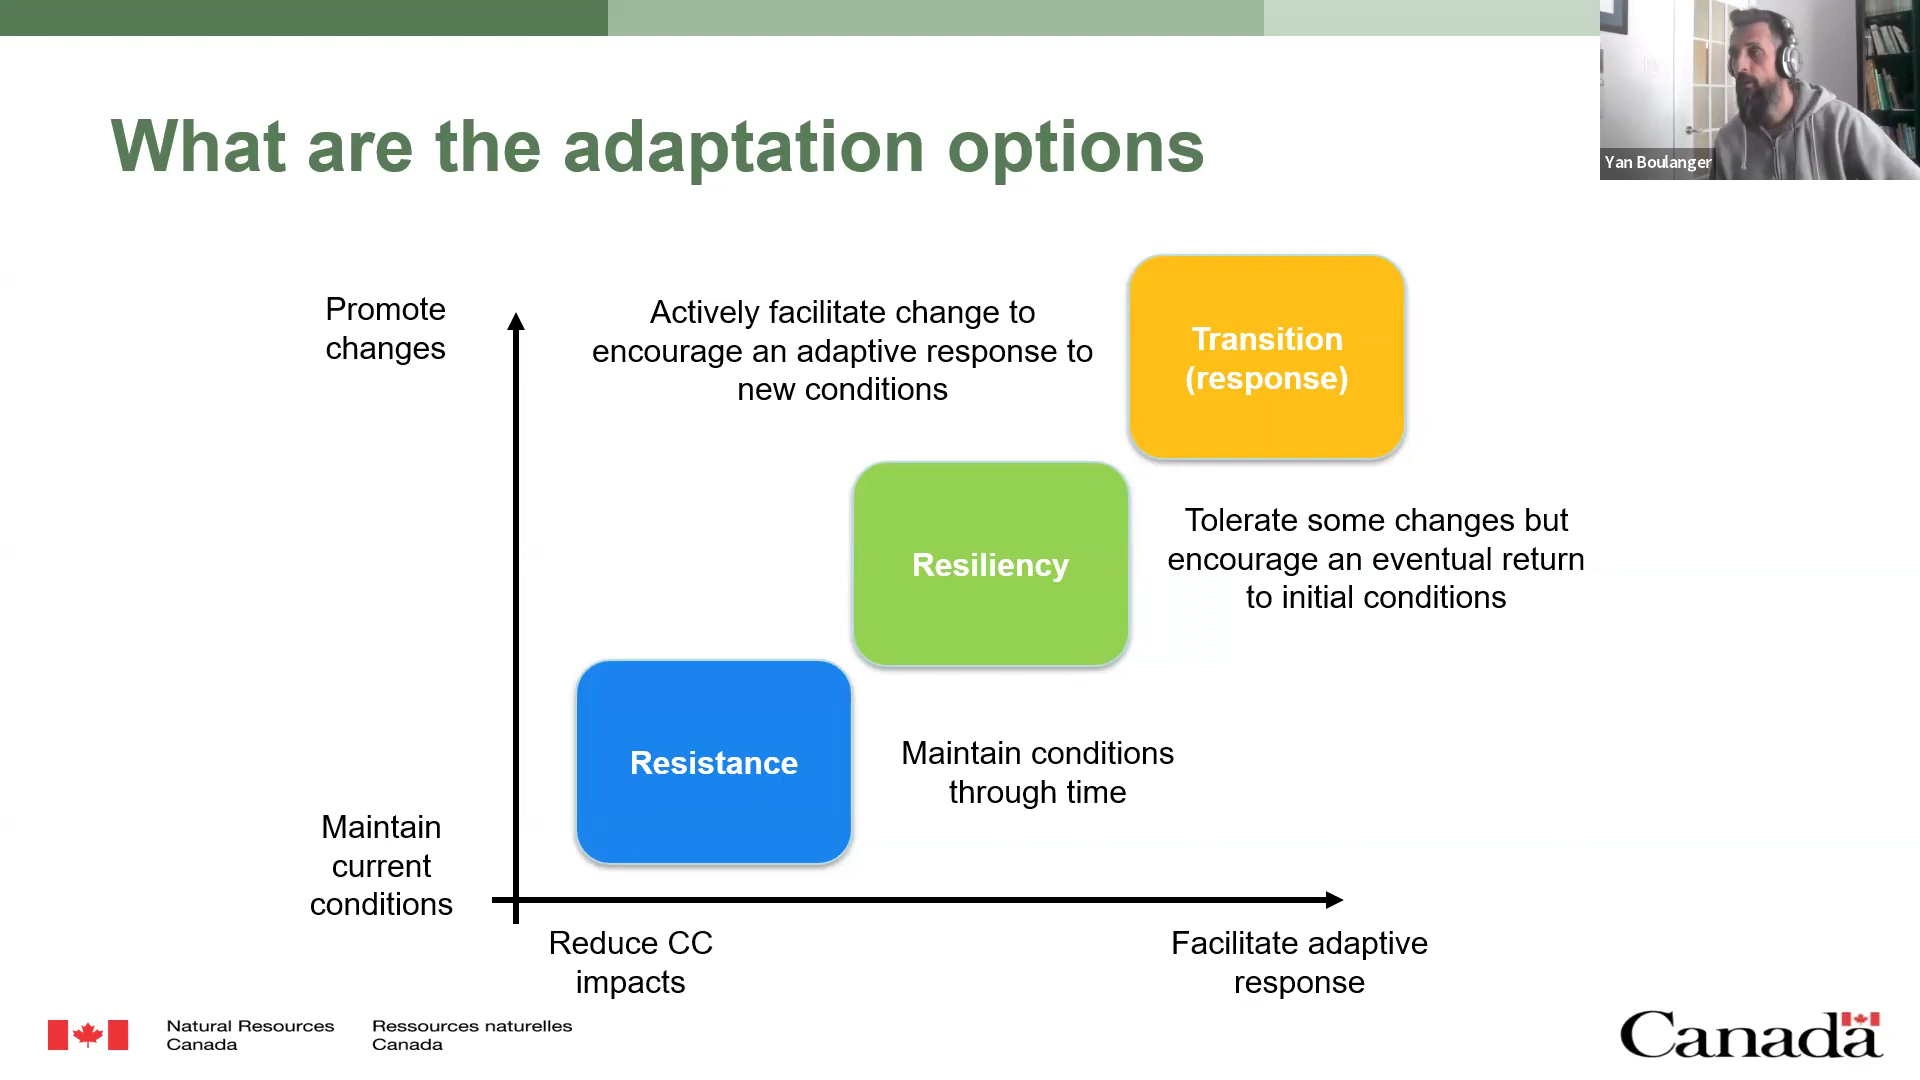 What are the adaptation options
Yan Boulanger
Promote
changes
Actively facilitate change to
encourage an adaptive response to
new conditions
Transition
(response)
Resiliency
Tolerate some changes but
encourage an eventual return
to initial conditions
Resistance
Maintain conditions
through time
Maintain
current
conditions
Reduce CC
impacts
Facilitate adaptive
response
Natural Resources
Canada
Ressources naturelles
Canada
Canada